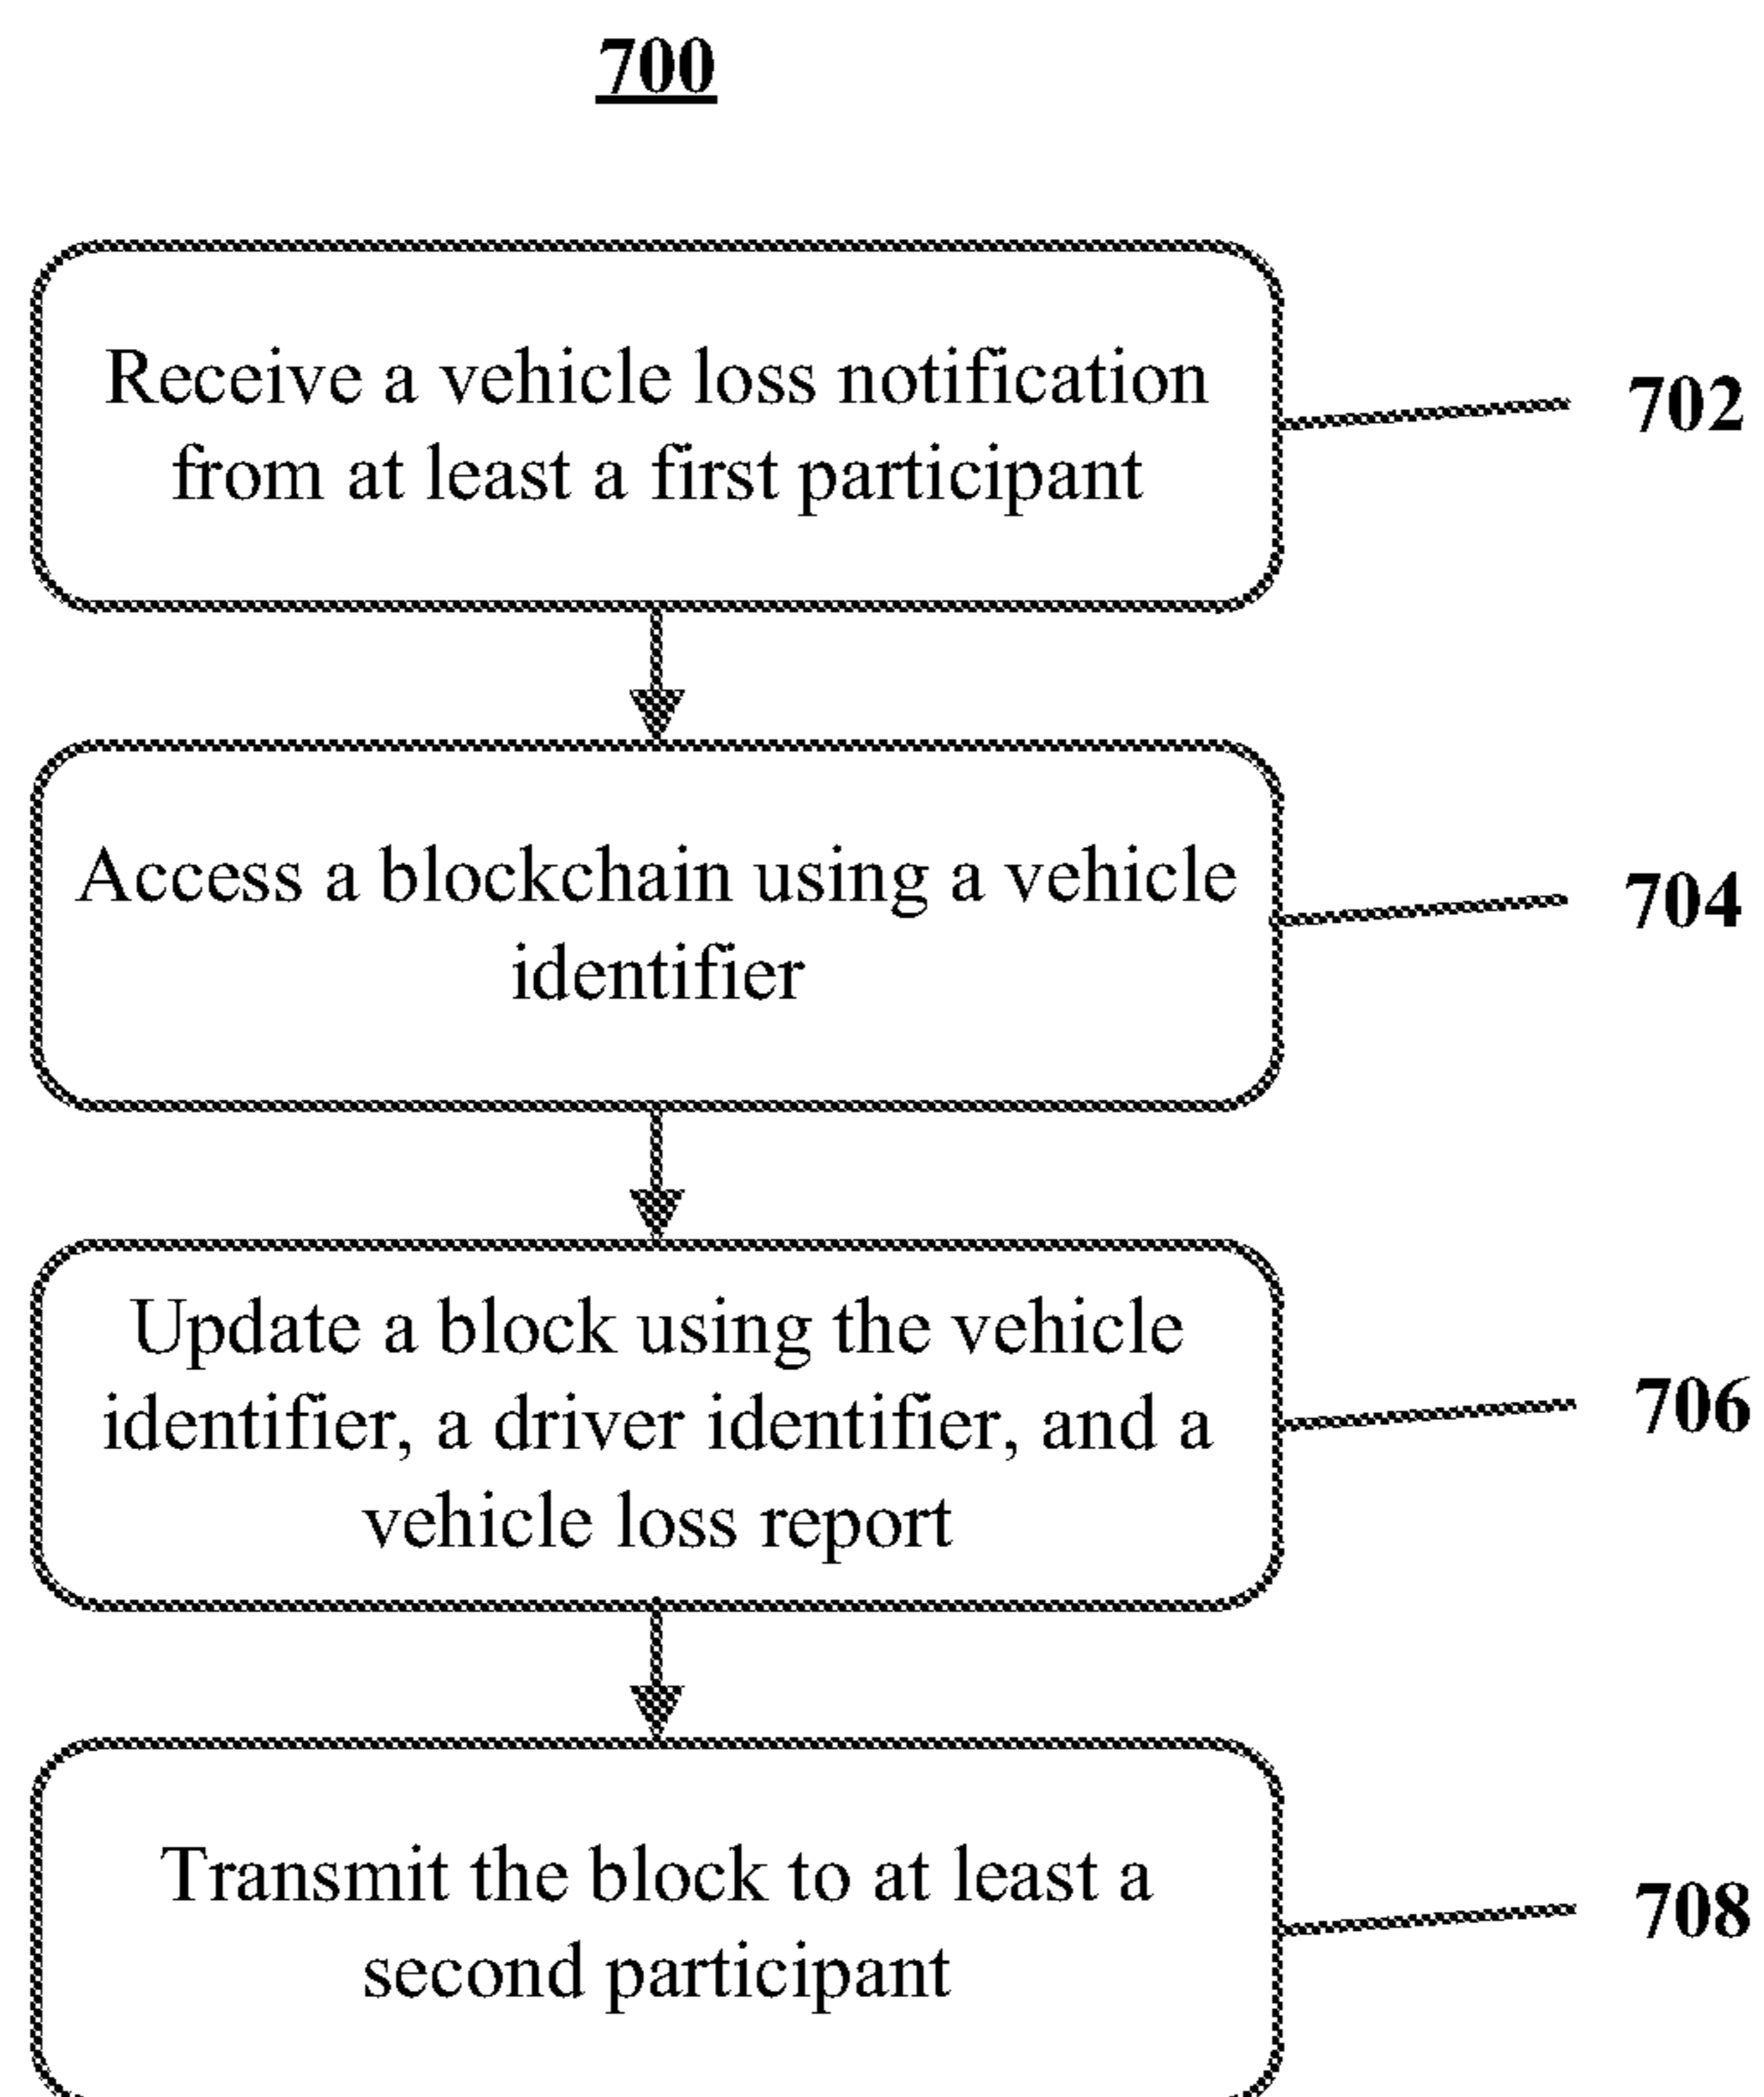 700
Receive a vehicle loss notification
from at least a first participant
702
Access a blockchain using a vehicle
identifier
704
Update a block using the vehicle
identifier, a driver identifier, and a
vehicle loss report
706
Transmit the block to at least a
second participant
708